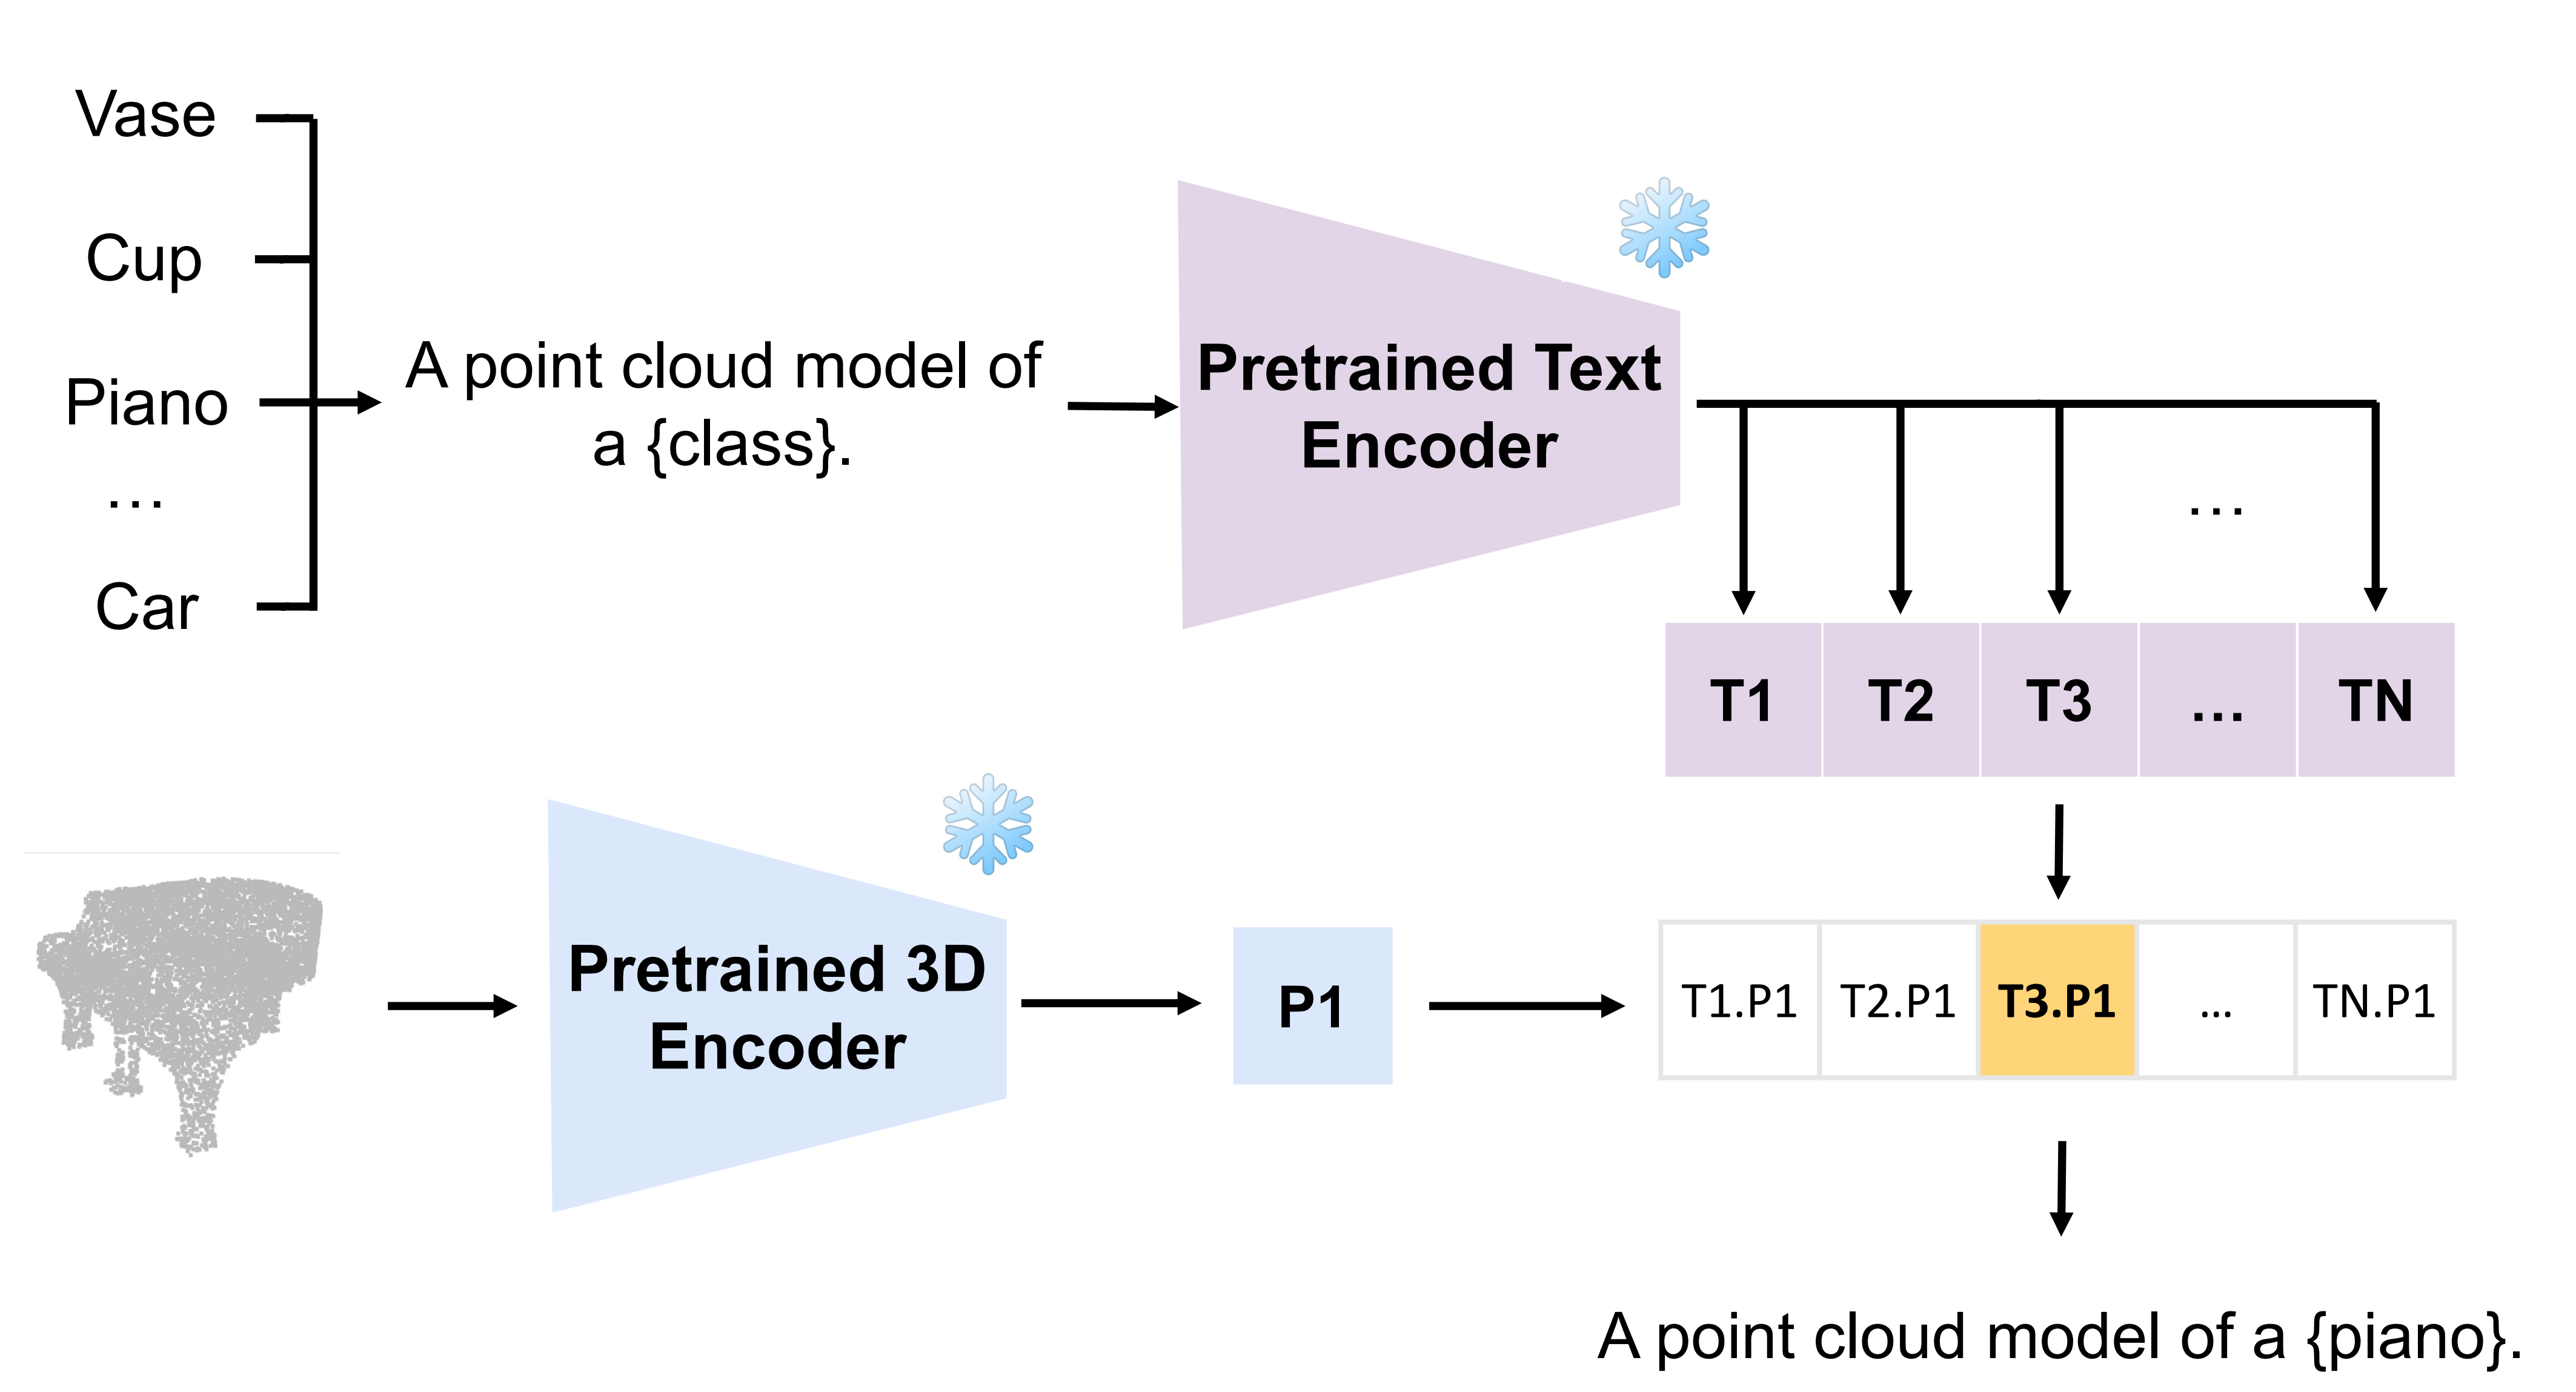 Vase
Cup
Piano
…
Car
A point cloud model of
a {class}.
Pretrained Text
Encoder
…
T1 T2 T3 … TN
Pretrained 3D
Encoder
P1
T1.P1 T2.P1 T3.P1 … TN.P1
A point cloud model of a {piano}.